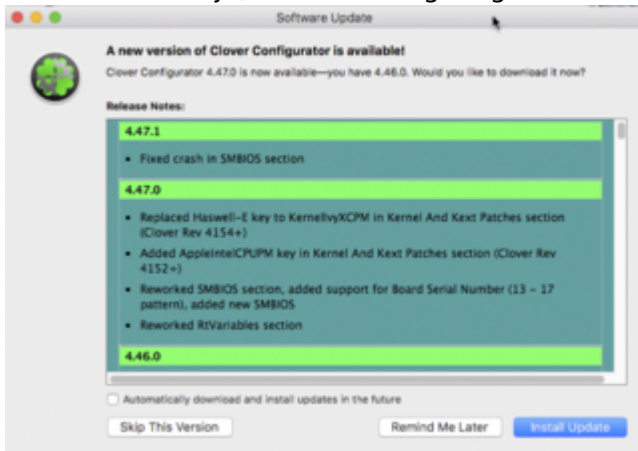 Software Update
A new version of Clover Configurator is available!
Clover Configurator 4.47.0 is now available—you have 4.46.0. Would you like to download it now?
Release Notes:
4.47.1
▪ Fixed crash in SMBIOS section
4.47.0
▪ Replaced Haswell-E key to KernelIvyXCPM in Kernel And Kext Patches section
(Clover Rev 4154+)
▪ Added AppleIntelCPUPM key in Kernel And Kext Patches section (Clover Rev
4152+)
▪ Reworked SMBIOS section, added support for Board Serial Number (13 – 17
pattern), added new SMBIOS
▪ Reworked RtVariables section
4.46.0
Automatically download and install updates in the future
Skip This Version
Remind Me Later
Install Update